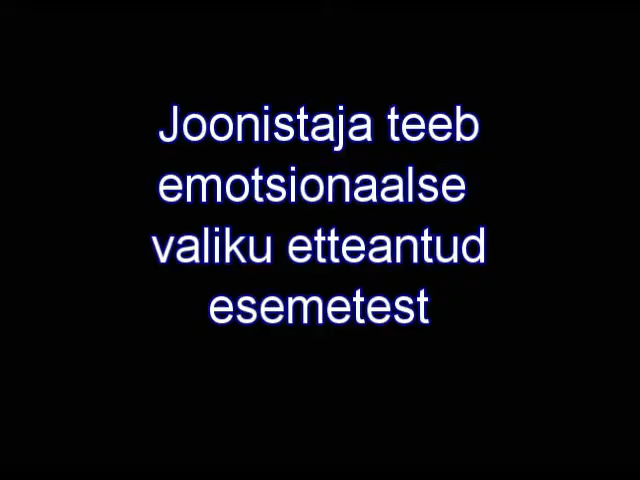 Joonistaja teeb
emotsionaalse
valiku etteantud
esemetest